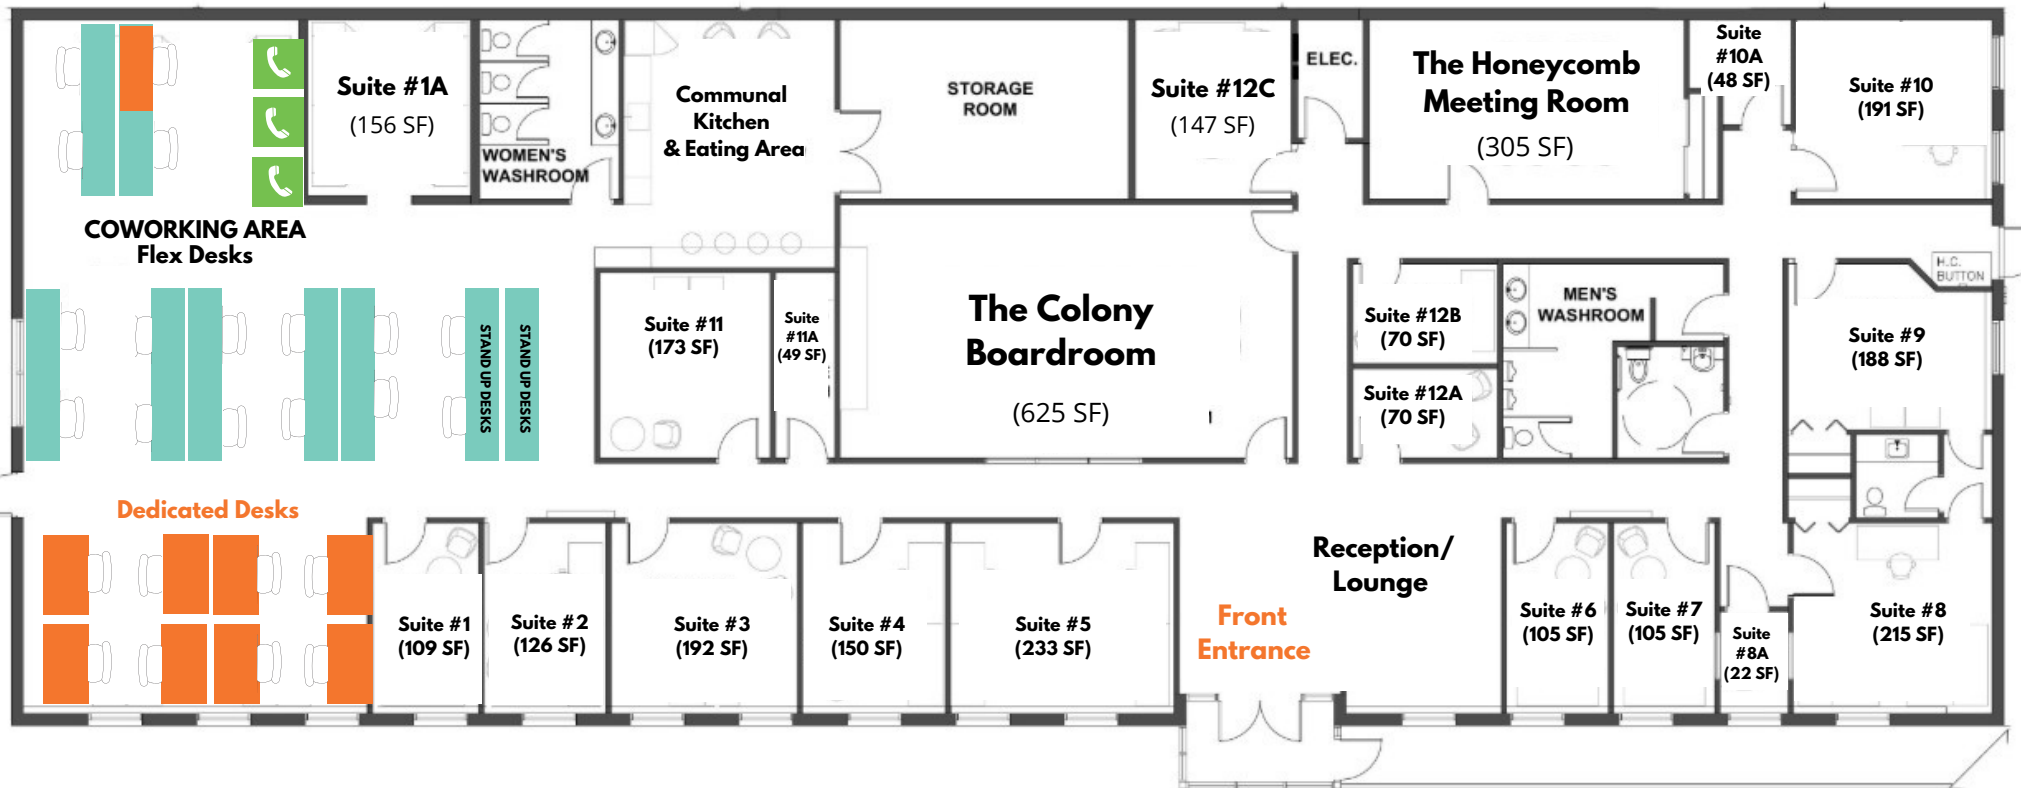 Suite #1A
(156 SF)
WOMEN'S
WASHROOM
Communal
Kitchen
& Eating Area
STORAGE
ROOM
Suite #12C
(147 SF)
ELEC.
The Honeycomb
Meeting Room
(305 SF)
Suite
#10A
(48 SF)
Suite #10
(191 SF)
COWORKING AREA
Flex Desks
STAND UP DESKS
STAND UP DESKS
Suite #11
(173 SF)
Suite
#11A
(49 SF)
The Colony
Boardroom
(625 SF)
Suite #12B
(70 SF)
Suite #12A
(70 SF)
MEN'S
WASHROOM
H.C.
BUTTON
Suite #9
(188 SF)
Dedicated Desks
Suite #1
(109 SF)
Suite #2
(126 SF)
Suite #3
(192 SF)
Suite #4
(150 SF)
Suite #5
(233 SF)
Front
Entrance
Reception/
Lounge
Suite #6
(105 SF)
Suite #7
(105 SF)
Suite
#8A
(22 SF)
Suite #8
(215 SF)